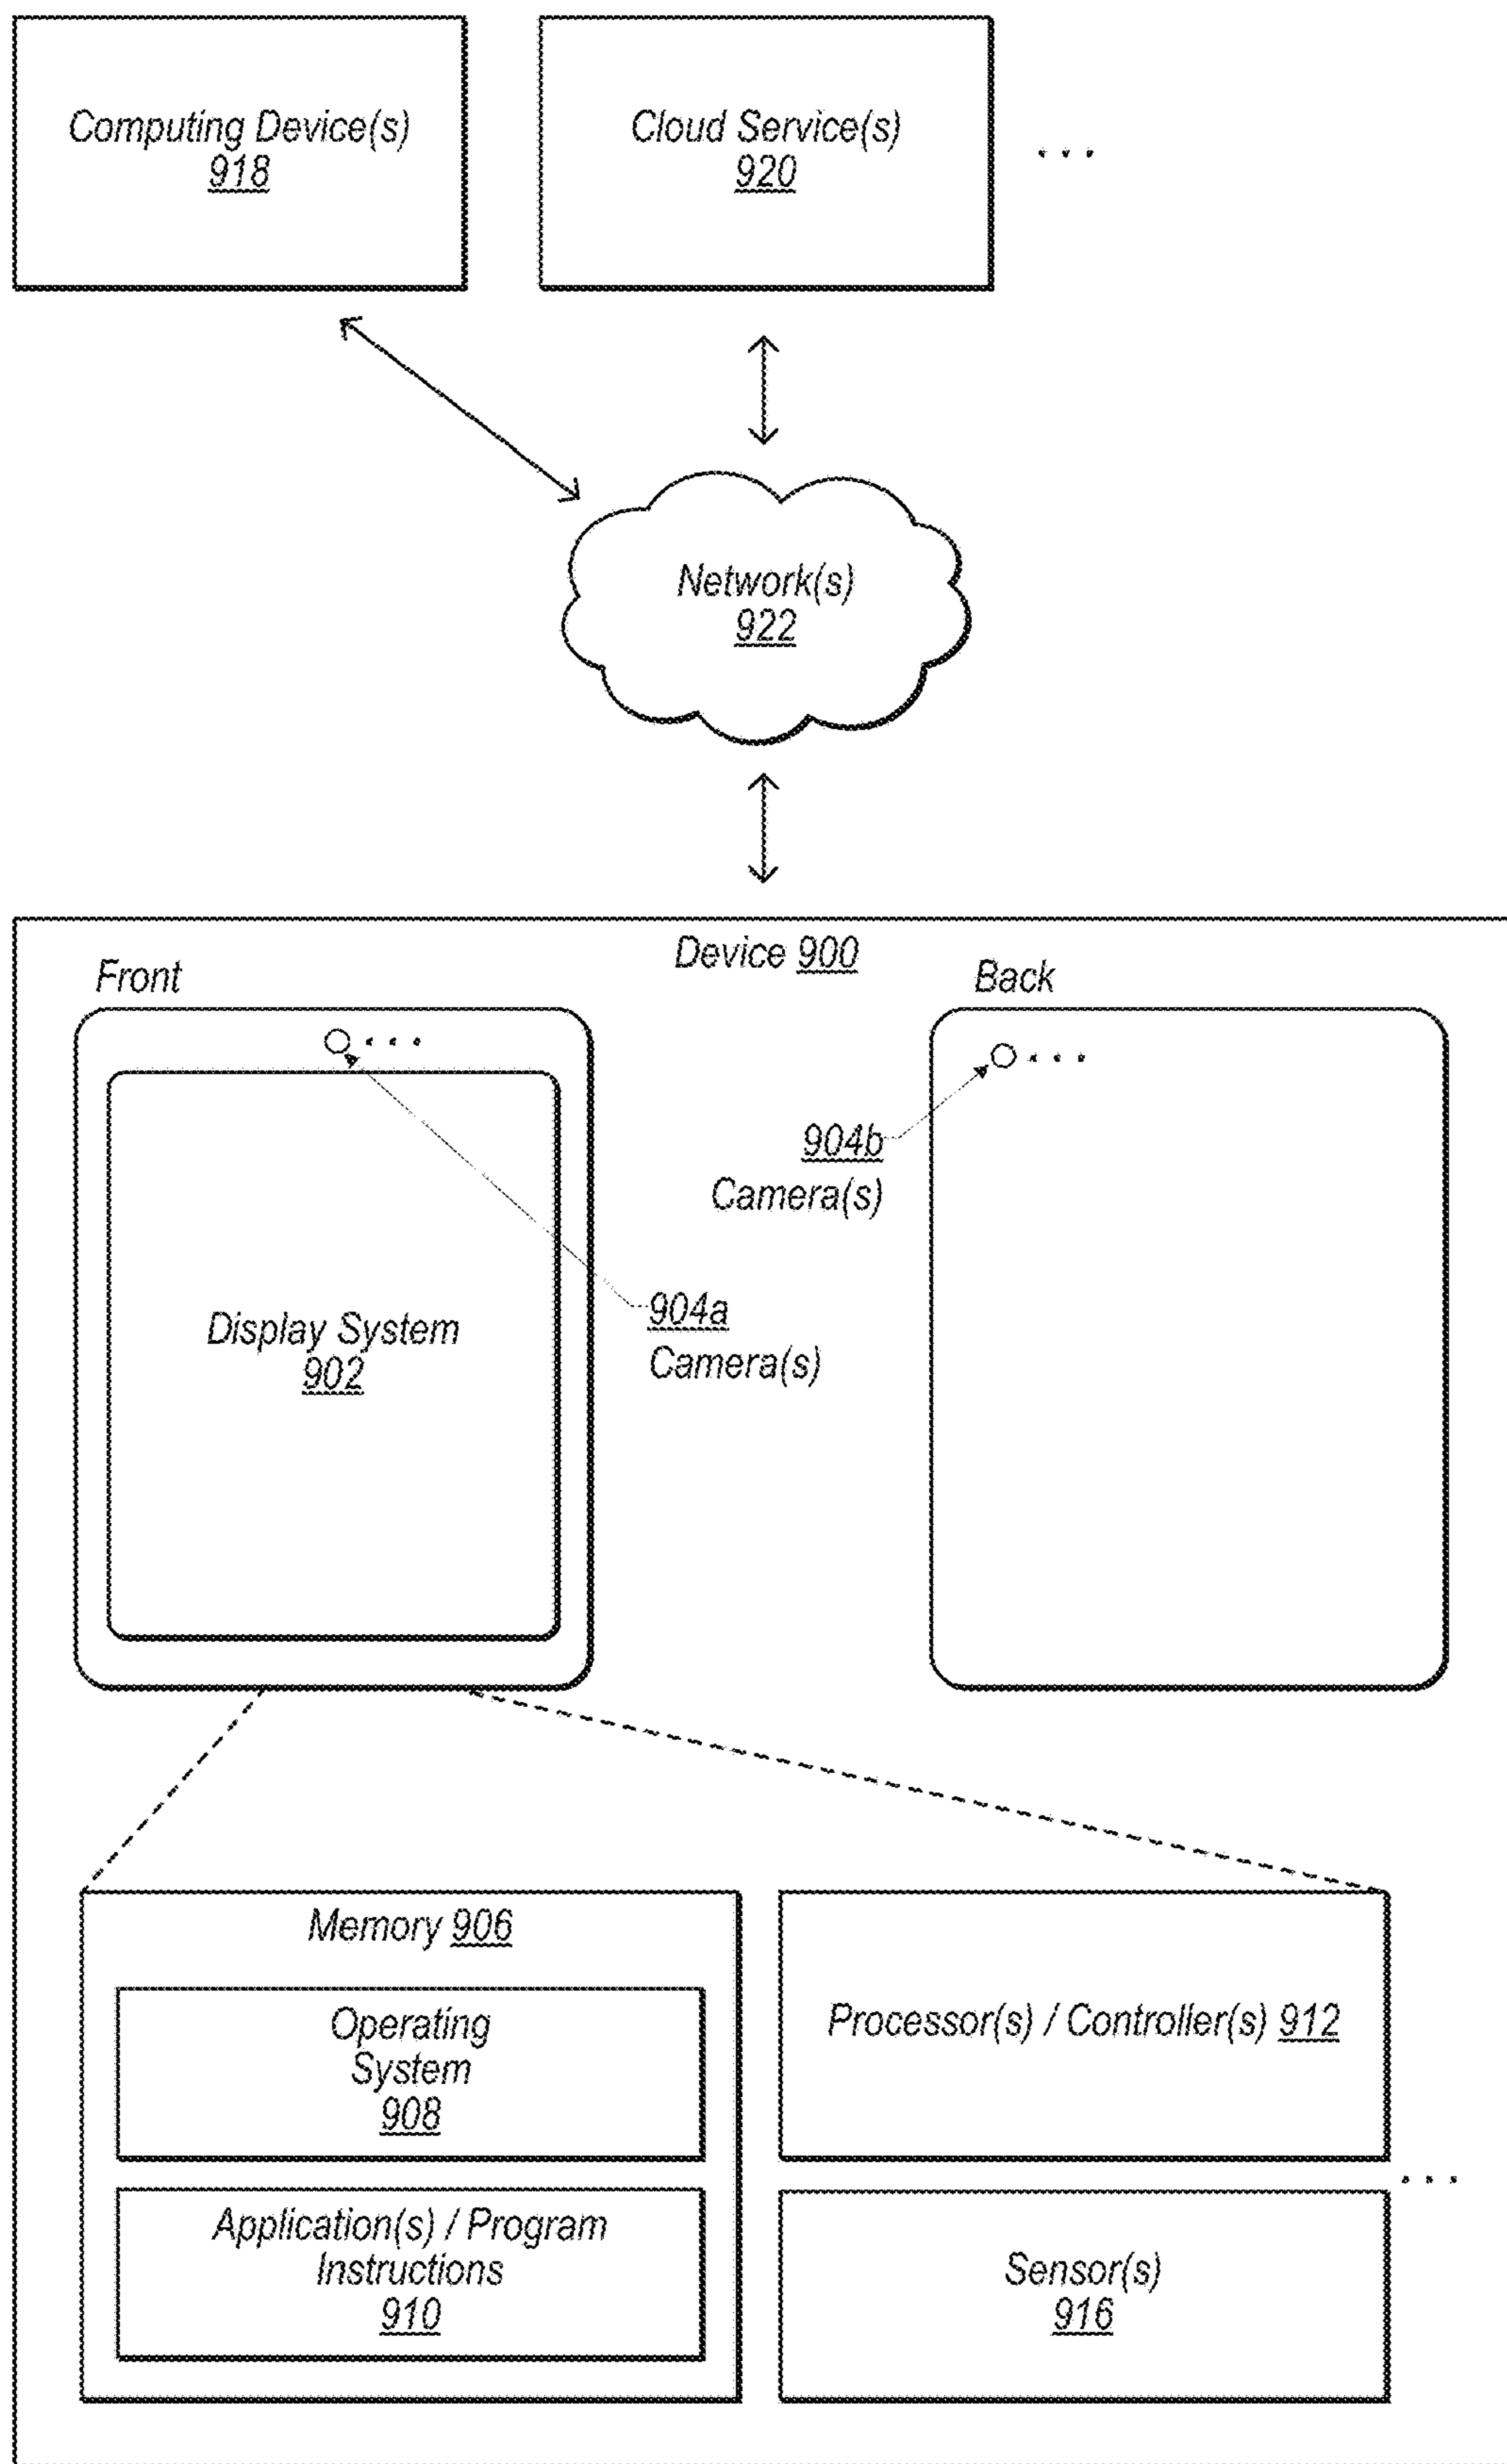 Computing Device(s)
918
Cloud Service(s)
920
. . .
Network(s)
922
Device 900
Front
Back
. . .
. . .
904b
Camera(s)
904a
Camera(s)
Display System
902
Memory 906
Operating
System
908
Application(s) / Program
Instructions
910
Processor(s) / Controller(s) 912
. . .
Sensor(s)
916